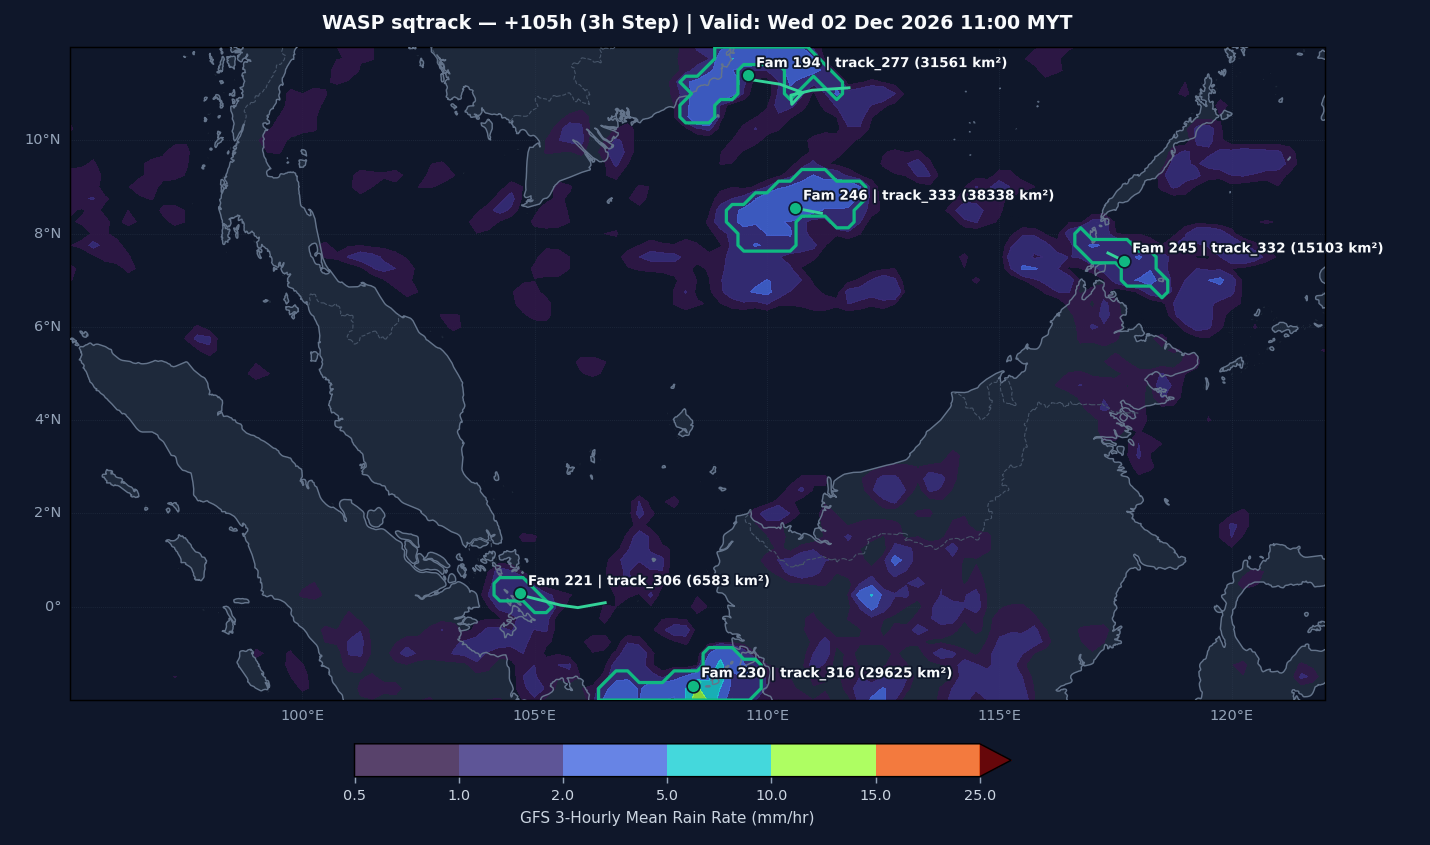 WASP sqtrack — +105h (3h Step) | Valid: Wed 02 Dec 2026 11:00 MYT
Fam 194 | track_277 (31561 km²)
10°N
Fam 246 | track_333 (38338 km²)
8°N
Fam 245 | track_332 (15103 km²)
6°N
4°N
2°N
Fam 221 | track_306 (6583 km²)
0°
Fam 230 | track_316 (29625 km²)
100°E 105°E 110°E 115°E 120°E
0.5 1.0 2.0 5.0 10.0 15.0 25.0
GFS 3-Hourly Mean Rain Rate (mm/hr)